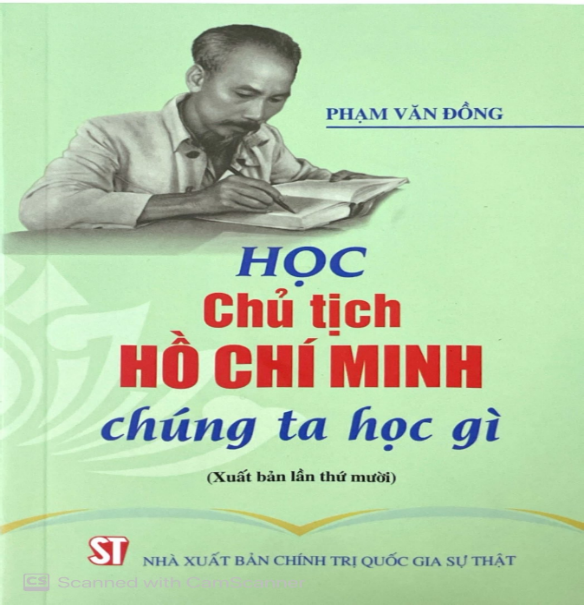 PHẠM VĂN ĐỒNG
HỌC
Chủ tịch
HỒ CHÍ MINH
chúng ta học gì
(Xuất bản lần thứ mười)
ST
NHÀ XUẤT BẢN CHÍNH TRỊ QUỐC GIA SỰ THẬT
CS Scanned with